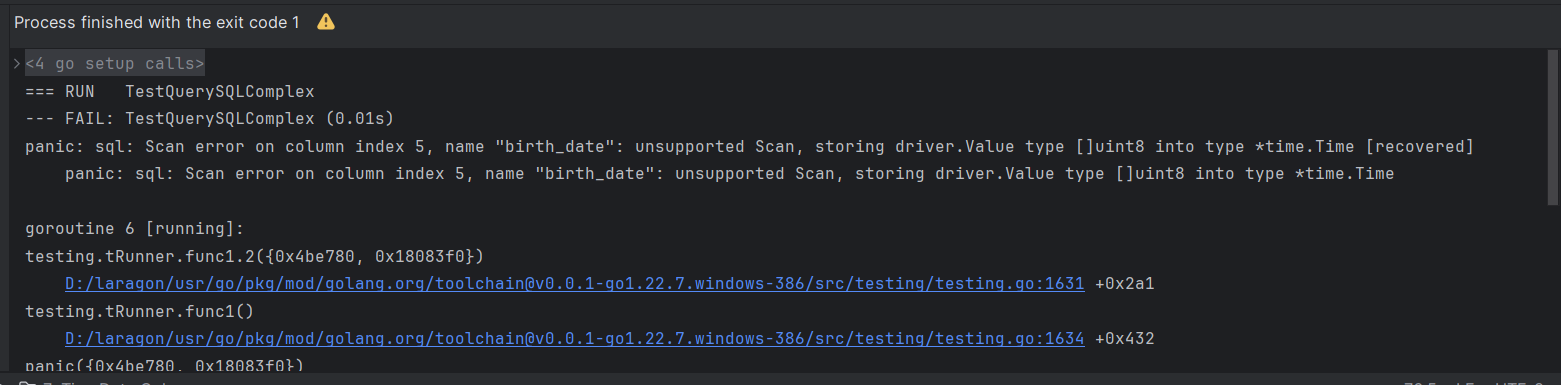 Process finished with the exit code 1
<4 go setup calls>
=== RUN   TestQuerySQLComplex
--- FAIL: TestQuerySQLComplex (0.01s)
panic: sql: Scan error on column index 5, name "birth_date": unsupported Scan, storing driver.Value type []uint8 into type *time.Time [recovered]
    panic: sql: Scan error on column index 5, name "birth_date": unsupported Scan, storing driver.Value type []uint8 into type *time.Time
goroutine 6 [running]:
testing.tRunner.func1.2({0x4be780, 0x18083f0})
    D:/laragon/usr/go/pkg/mod/golang.org/toolchain@v0.0.1-go1.22.7.windows-386/src/testing/testing.go:1631 +0x2a1
testing.tRunner.func1()
    D:/laragon/usr/go/pkg/mod/golang.org/toolchain@v0.0.1-go1.22.7.windows-386/src/testing/testing.go:1634 +0x432
panic({0x4be780, 0x18083f0})